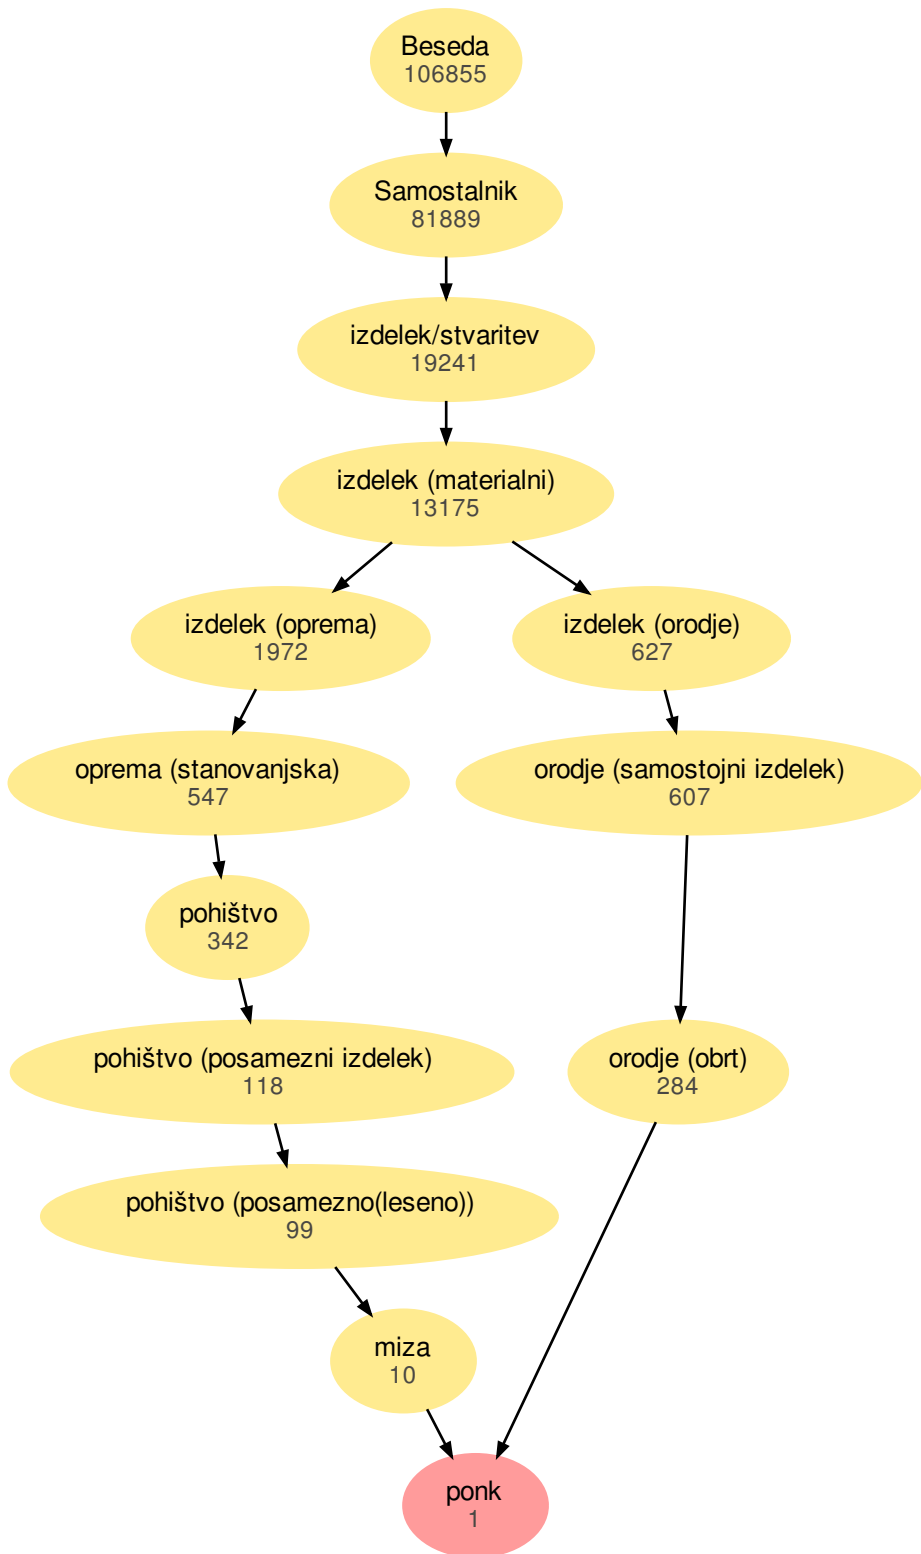 Beseda
106855
Samostalnik
81889
izdelek/stvaritev
19241
izdelek (materialni)
13175
izdelek (oprema)
1972
izdelek (orodje)
627
oprema (stanovanjska)
547
orodje (samostojni izdelek)
607
pohištvo
342
pohištvo (posamezni izdelek)
118
orodje (obrt)
284
pohištvo (posamezno(leseno))
99
miza
10
ponk
1